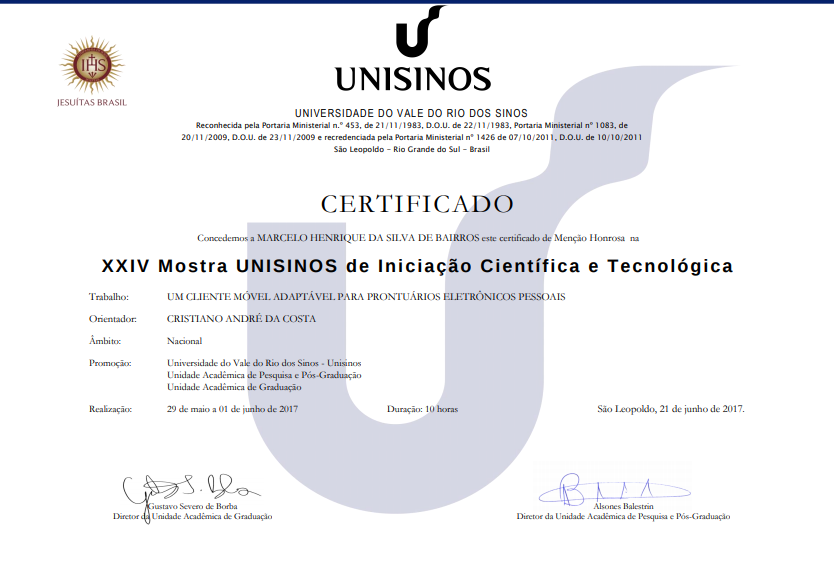 IHS
JESUÍTAS BRASIL
UNISINOS
UNIVERSIDADE DO VALE DO RIO DOS SINOS
Reconhecida pela Portaria Ministerial n.º 453, de 21/11/1983, D.O.U. de 22/11/1983, Portaria Ministerial nº 1083, de
20/11/2009, D.O.U. de 23/11/2009 e recredenciada pela Portaria Ministerial nº 1426 de 07/10/2011, D.O.U. de 10/10/2011
São Leopoldo - Rio Grande do Sul - Brasil
CERTIFICADO
Concedemos a MARCELO HENRIQUE DA SILVA DE BAIRROS este certificado de Menção Honrosa na
XXIV Mostra UNISINOS de Iniciação Científica e Tecnológica
Trabalho: UM CLIENTE MÓVEL ADAPTÁVEL PARA PRONTUÁRIOS ELETRÔNICOS PESSOAIS
Orientador: CRISTIANO ANDRÉ DA COSTA
Âmbito: Nacional
Promoção: Universidade do Vale do Rio dos Sinos - Unisinos
Unidade Acadêmica de Pesquisa e Pós-Graduação
Unidade Acadêmica de Graduação
Realização: 29 de maio a 01 de junho de 2017 Duração: 10 horas São Leopoldo, 21 de junho de 2017.
Gustavo Severo de Borba Alsones Balestrin
Diretor da Unidade Acadêmica de Graduação Diretor da Unidade Acadêmica de Pesquisa e Pós-Graduação